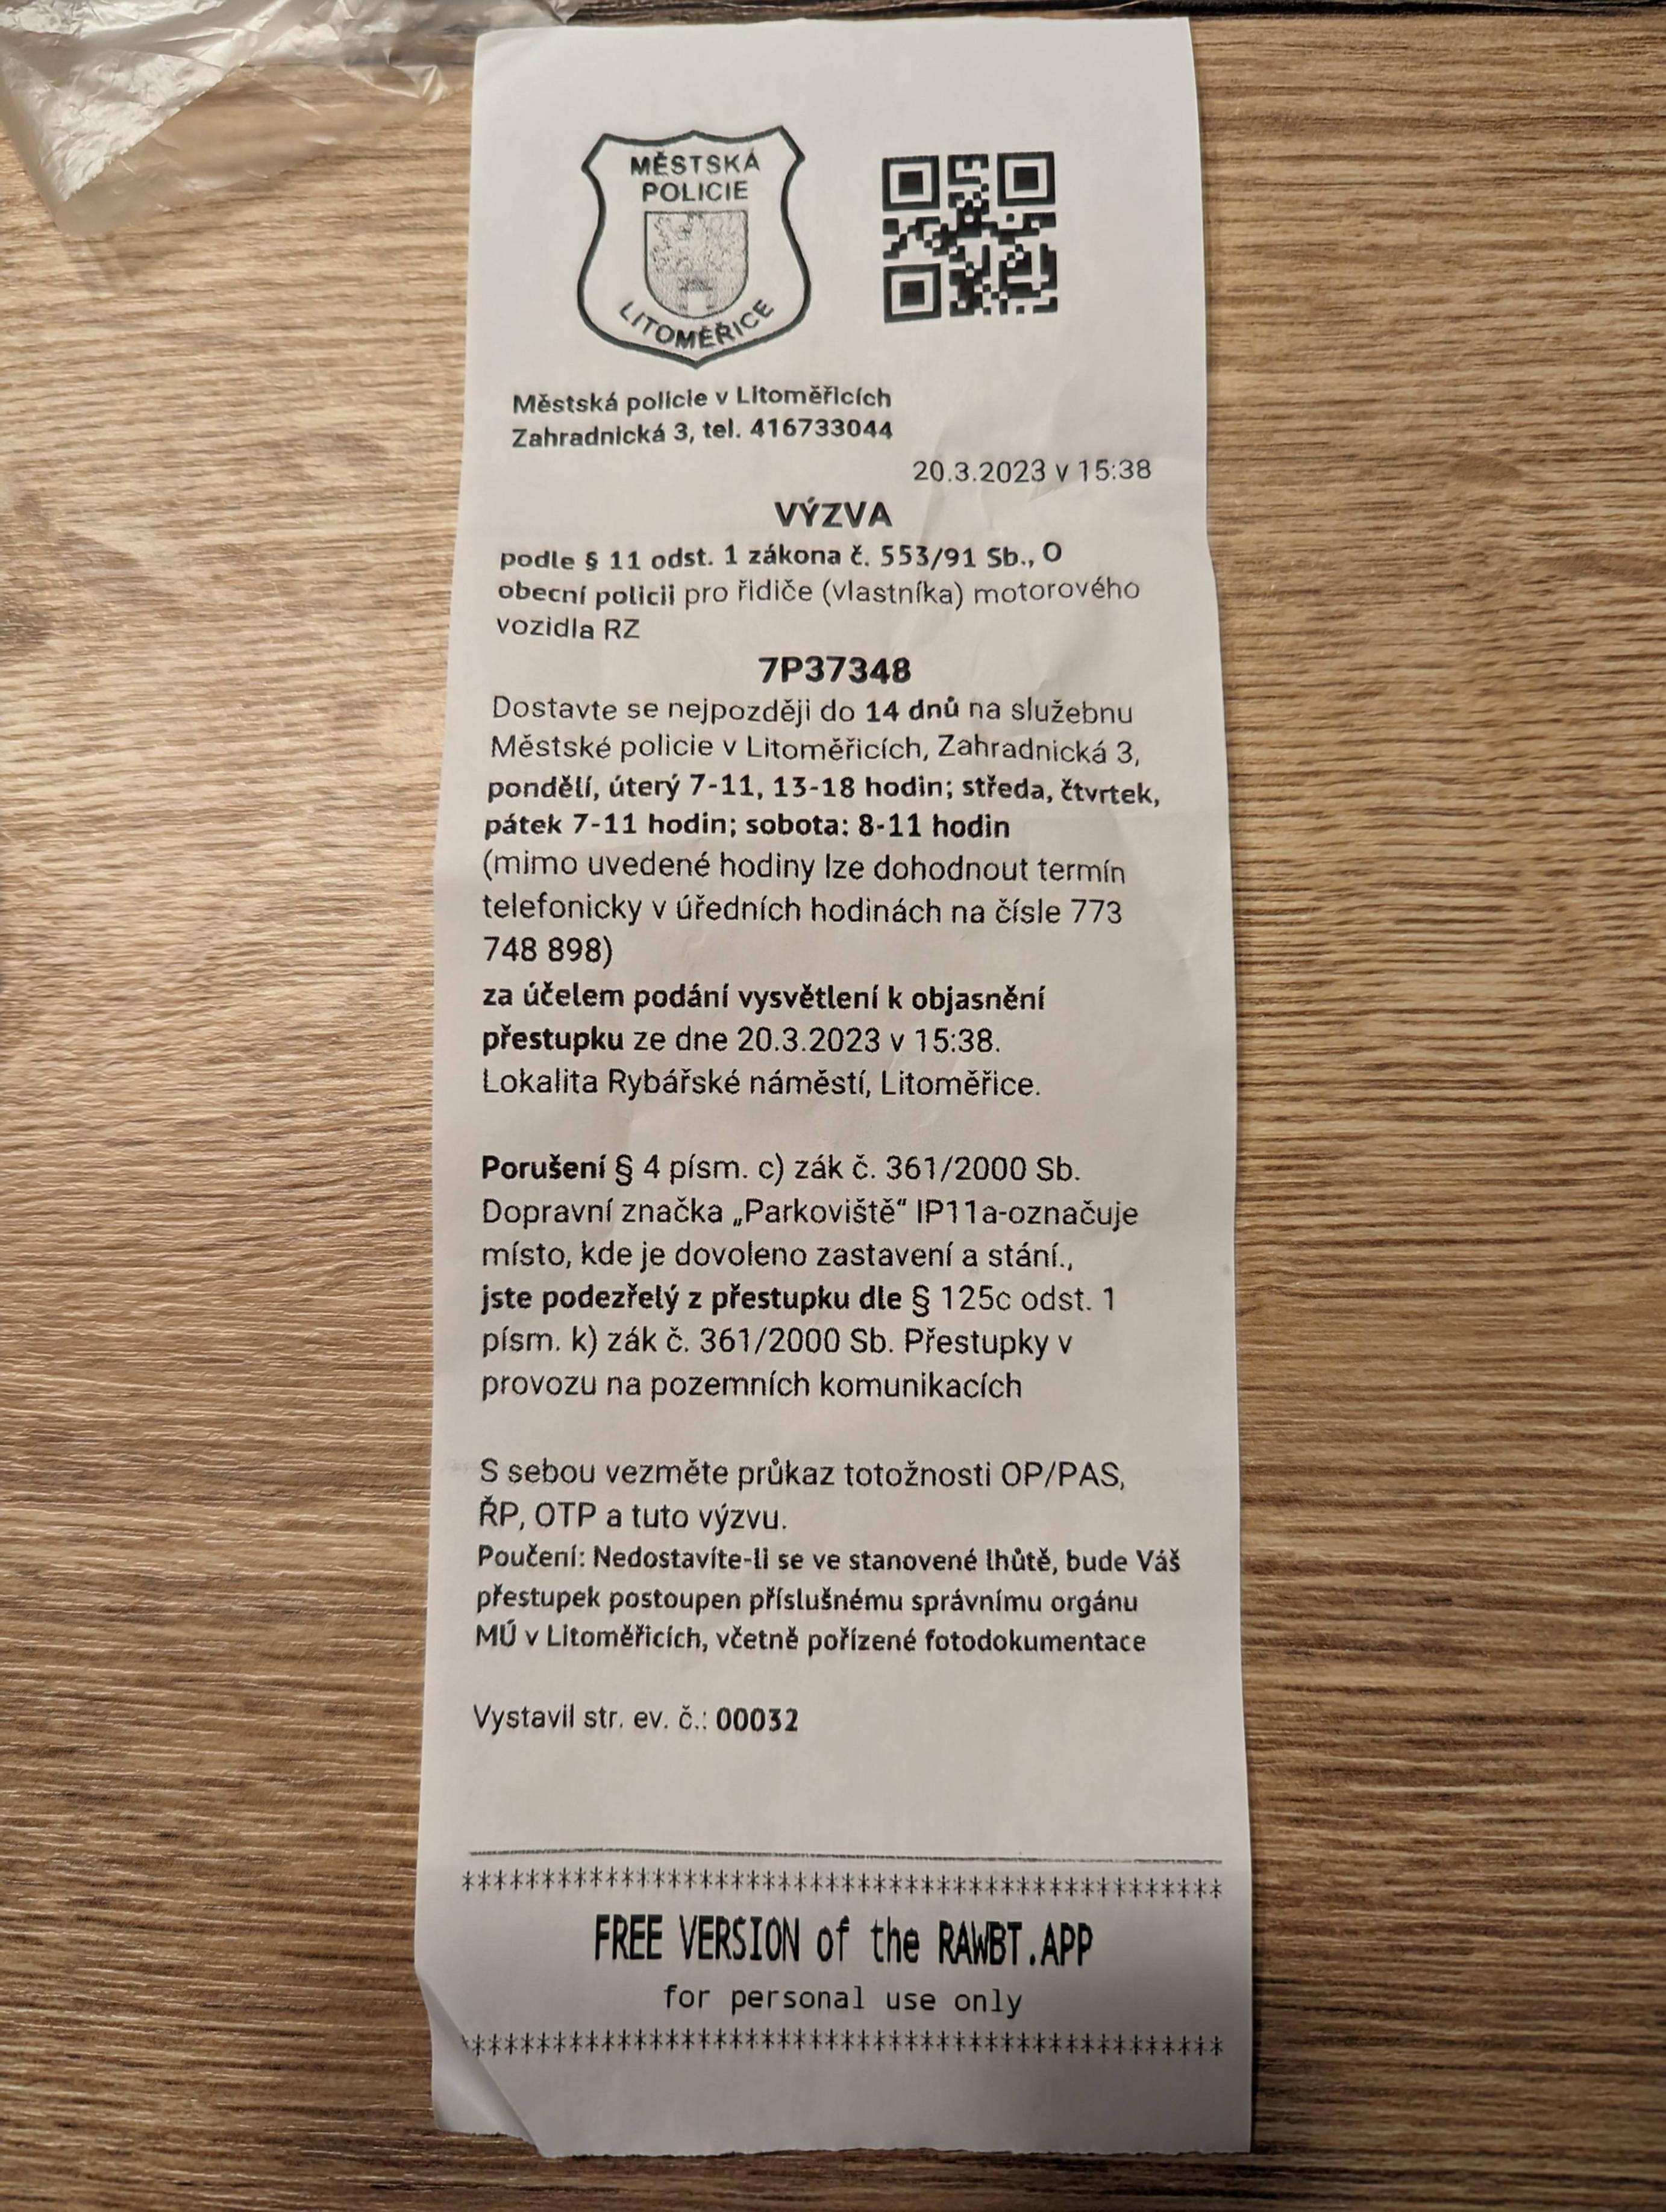 MĚSTSKÁ
POLICIE
LITOMĚŘICE
Městská policie v Litoměřicích
Zahradnická 3, tel. 416733044
20.3.2023 v 15:38
VÝZVA
podle § 11 odst. 1 zákona č. 553/91 Sb., O
obecní policii pro řidiče (vlastníka) motorového
vozidla RZ
7P37348
Dostavte se nejpozději do 14 dnů na služebnu
Městské policie v Litoměřicích, Zahradnická 3,
pondělí, úterý 7-11, 13-18 hodin; středa, čtvrtek,
pátek 7-11 hodin; sobota: 8-11 hodin
(mimo uvedené hodiny lze dohodnout termín
telefonicky v úředních hodinách na čísle 773
748 898)
za účelem podání vysvětlení k objasnění
přestupku ze dne 20.3.2023 v 15:38.
Lokalita Rybářské náměstí, Litoměřice.
Porušení § 4 písm. c) zák č. 361/2000 Sb.
Dopravní značka „Parkoviště“ IP11a-označuje
místo, kde je dovoleno zastavení a stání.,
jste podezřelý z přestupku dle § 125c odst. 1
písm. k) zák č. 361/2000 Sb. Přestupky v
provozu na pozemních komunikacích
S sebou vezměte průkaz totožnosti OP/PAS,
ŘP, OTP a tuto výzvu.
Poučení: Nedostavíte-li se ve stanovené lhůtě, bude Váš
přestupek postoupen příslušnému správnímu orgánu
MÚ v Litoměřicích, včetně pořízené fotodokumentace
Vystavil str. ev. č.: 00032
************************************************
FREE VERSION of the RAWBT.APP
for personal use only
************************************************